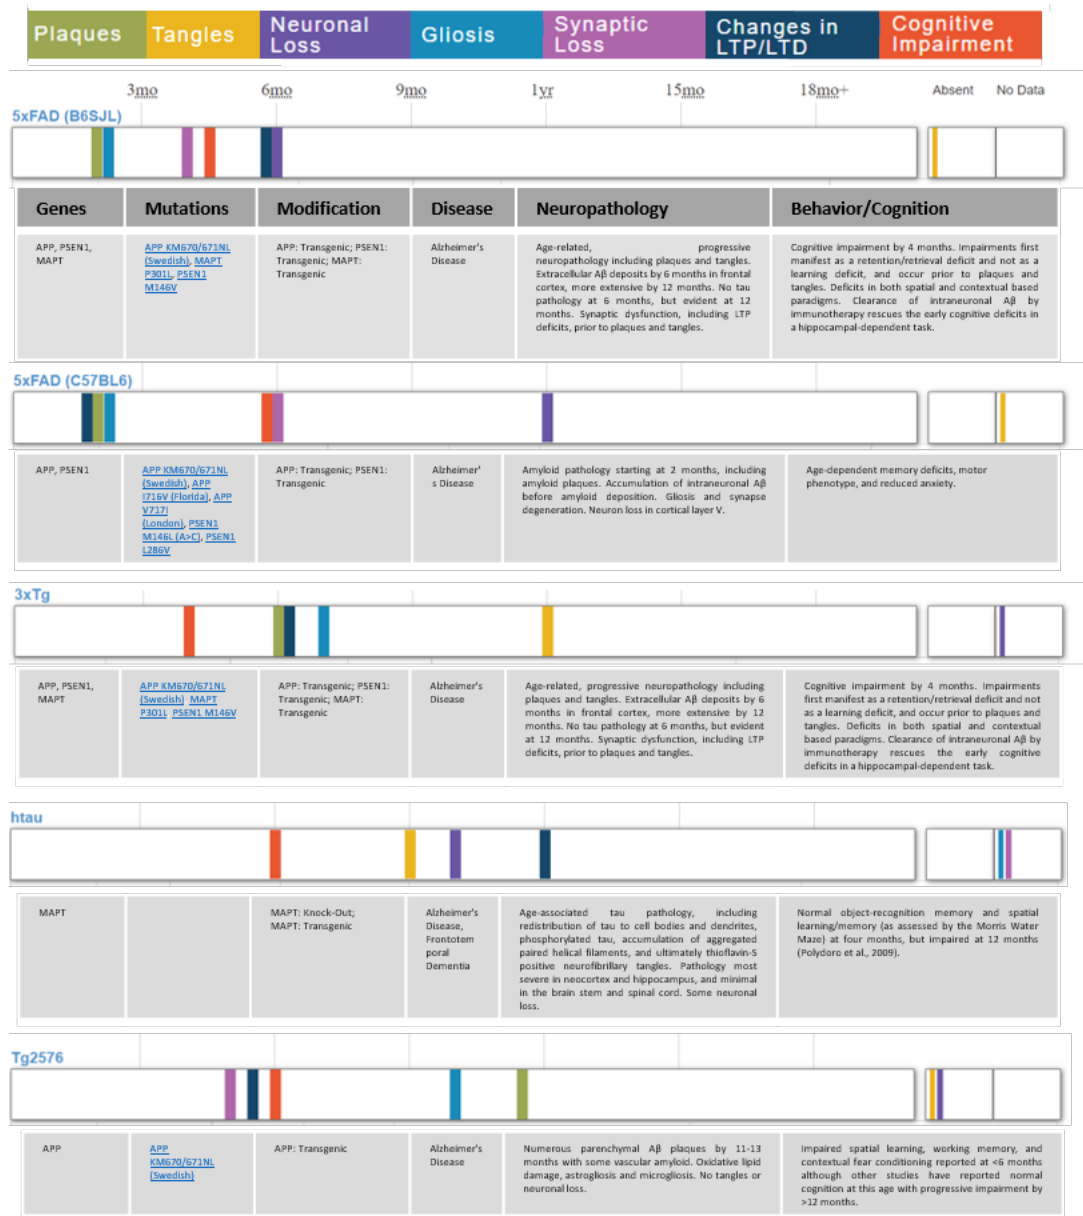 Plaques
Tangles
Neuronal
Loss
Gliosis
Synaptic
Loss
Changes in
LTP/LTD
Cognitive
Impairment
3mo
6mo
9mo
1yr
15mo
18mo+
Absent
No Data
5xFAD (B6SJL)
Genes
Mutations
Modification
Disease
Neuropathology
Behavior/Cognition
APP, PSEN1,
MAPT
APP KM670/671NL
(Swedish), MAPT
P301L, PSEN1
M146V
APP: Transgenic; PSEN1:
Transgenic; MAPT:
Transgenic
Alzheimer's
Disease
Age-related, progressive
neuropathology including plaques and tangles.
Extracellular Aβ deposits by 6 months in frontal
cortex, more extensive by 12 months. No tau
pathology at 6 months, but evident at 12
months. Synaptic dysfunction, including LTP
deficits, prior to plaques and tangles.
Cognitive impairment by 4 months. Impairments first
manifest as a retention/retrieval deficit and not as a
learning deficit, and occur prior to plaques and
tangles. Deficits in both spatial and contextual based
paradigms. Clearance of intraneuronal Aβ by
immunotherapy rescues the early cognitive deficits in
a hippocampal-dependent task.
5xFAD (C57BL6)
APP, PSEN1
APP KM670/671NL
(Swedish), APP
I716V (Florida), APP
V717I
(London), PSEN1
M146L (A>C), PSEN1
L286V
APP: Transgenic; PSEN1:
Transgenic
Alzheimer'
s Disease
Amyloid pathology starting at 2 months, including
amyloid plaques. Accumulation of intraneuronal Aβ
before amyloid deposition. Gliosis and synapse
degeneration. Neuron loss in cortical layer V.
Age-dependent memory deficits, motor
phenotype, and reduced anxiety.
3xTg
APP, PSEN1,
MAPT
APP KM670/671NL
(Swedish) MAPT
P301L PSEN1 M146V
APP: Transgenic; PSEN1:
Transgenic; MAPT:
Transgenic
Alzheimer's
Disease
Age-related, progressive neuropathology including
plaques and tangles. Extracellular Aβ deposits by 6
months in frontal cortex, more extensive by 12
months. No tau pathology at 6 months, but evident
at 12 months. Synaptic dysfunction, including LTP
deficits, prior to plaques and tangles.
Cognitive impairment by 4 months. Impairments
first manifest as a retention/retrieval deficit and not
as a learning deficit, and occur prior to plaques and
tangles. Deficits in both spatial and contextual
based paradigms. Clearance of intraneuronal Aβ by
immunotherapy rescues the early cognitive
deficits in a hippocampal-dependent task.
htau
MAPT
MAPT: Knock-Out;
MAPT: Transgenic
Alzheimer's
Disease,
Frontotem
poral
Dementia
Age-associated tau pathology, including
redistribution of tau to cell bodies and dendrites,
phosphorylated tau, accumulation of aggregated
paired helical filaments, and ultimately thioflavin-S
positive neurofibrillary tangles. Pathology most
severe in neocortex and hippocampus, and minimal
in the brain stem and spinal cord. Some neuronal
loss.
Normal object-recognition memory and spatial
learning/memory (as assessed by the Morris Water
Maze) at four months, but impaired at 12 months
(Polydoro et al., 2009).
Tg2576
APP
APP
KM670/671NL
(Swedish)
APP: Transgenic
Alzheimer's
Disease
Numerous parenchymal Aβ plaques by 11-13
months with some vascular amyloid. Oxidative lipid
damage, astrogliosis and microgliosis. No tangles or
neuronal loss.
Impaired spatial learning, working memory, and
contextual fear conditioning reported at <6 months
although other studies have reported normal
cognition at this age with progressive impairment by
>12 months.